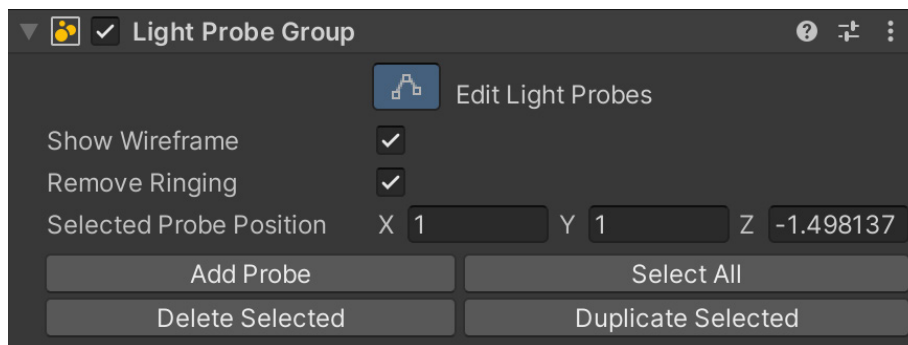 Light Probe Group
Edit Light Probes
Show Wireframe
Remove Ringing
Selected Probe Position X 1 Y 1 Z -1.498137
Add Probe Select All
Delete Selected Duplicate Selected